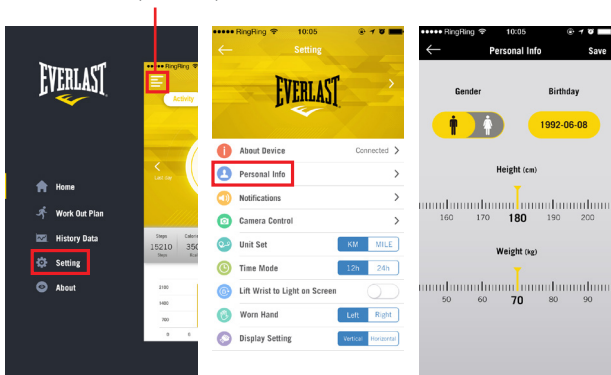 EVERLAST
Home
Work Out Plan
History Data
Setting
About
RingRing
Activity
Last day
Steps
15210
Steps
350
2100
1400
700
0
RingRing 10:05
Setting
EVERLAST
About Device Connected
Personal Info
Notifications
Camera Control
Unit Set KM MILE
Time Mode 12h 24h
Lift Wrist to Light on Screen
Worn Hand Left Right
Display Setting Vertical Horizontal
RingRing 10:05
Personal Info Save
Gender Birthday
1992-06-08
Height (cm)
160 170 180 190 200
Weight (kg)
50 60 70 80 90